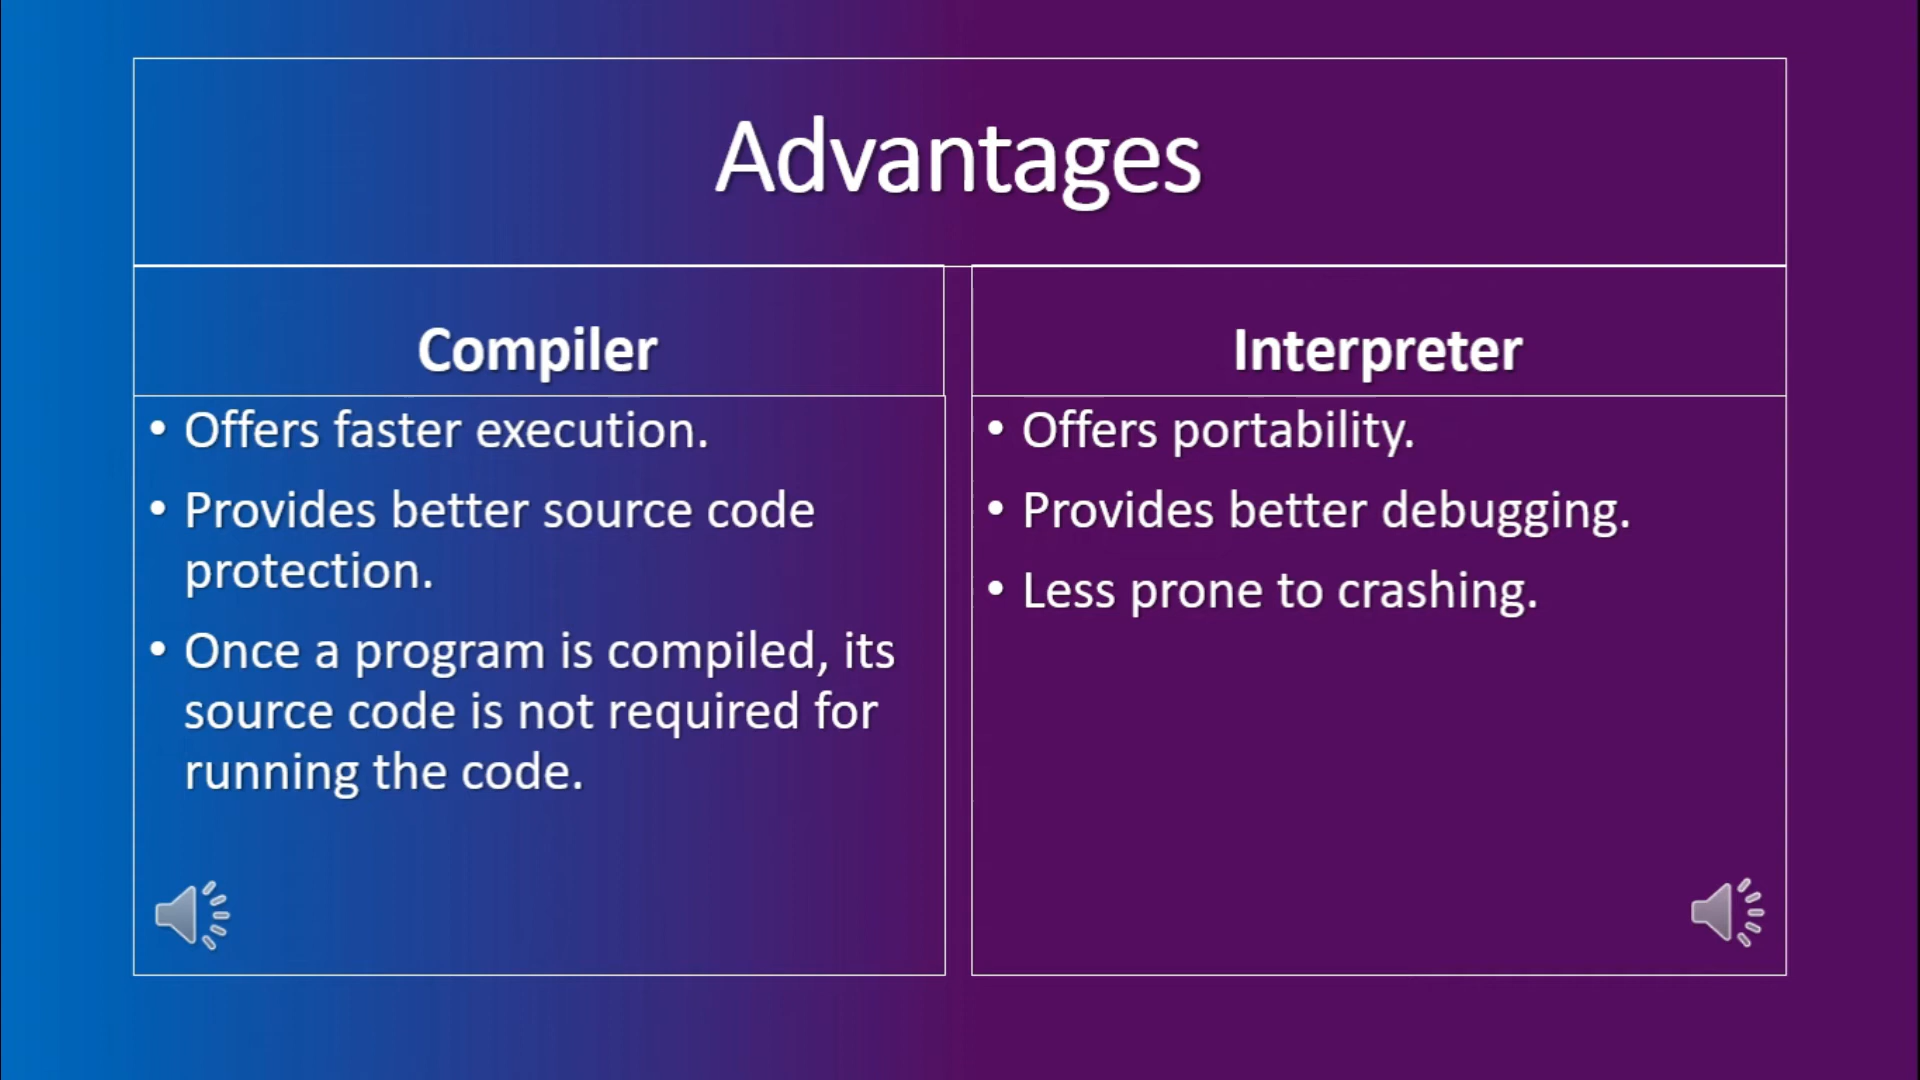 Advantages
Compiler
• Offers faster execution.
• Provides better source code
protection.
• Once a program is compiled, its
source code is not required for
running the code.
Interpreter
• Offers portability.
• Provides better debugging.
• Less prone to crashing.